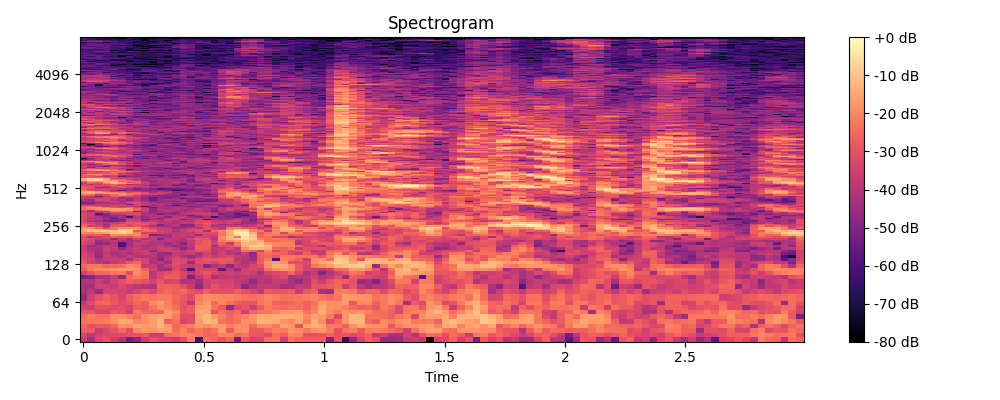 Spectrogram
Hz
4096
2048
1024
512
256
128
64
0
0
0.5
1
1.5
2
2.5
Time
+0 dB
-10 dB
-20 dB
-30 dB
-40 dB
-50 dB
-60 dB
-70 dB
-80 dB